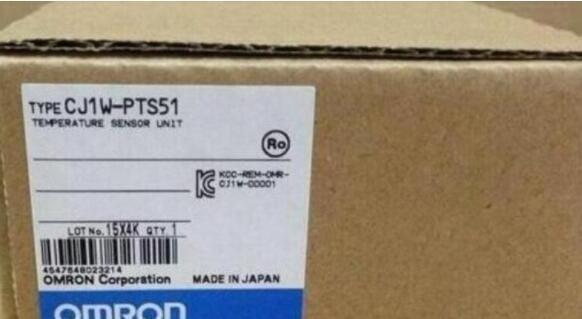 TYPE CJ1W-PTS51
TEMPERATURE SENSOR UNIT
Ro
KCC-REM-OMR-
CJ1W-00001
LOT No. 15X4K QTY. 1
4547648023214
OMRON Corporation MADE IN JAPAN
OMRON